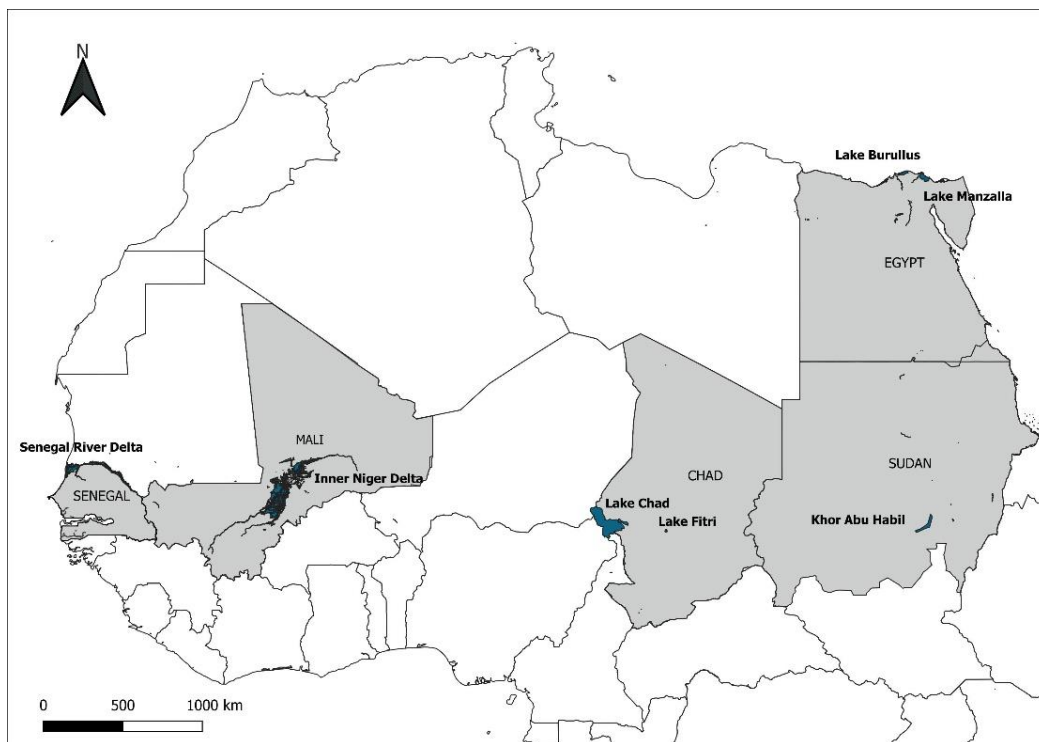 N
Lake Burullus
Lake Manzalla
EGYPT
Senegal River Delta
MALI
Inner Niger Delta
SENEGAL
CHAD
SUDAN
Lake Chad
Lake Fitri
Khor Abu Habil
0 500 1000 km